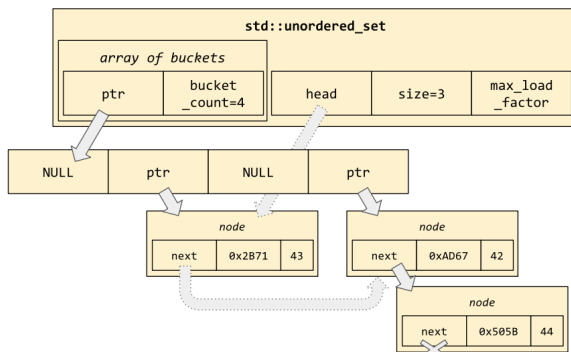 std::unordered_set
array of buckets
ptr
bucket
_count=4
head
size=3
max_load
_factor
NULL
ptr
NULL
ptr
node
next
0x2B71
43
node
next
0xAD67
42
node
next
0x505B
44